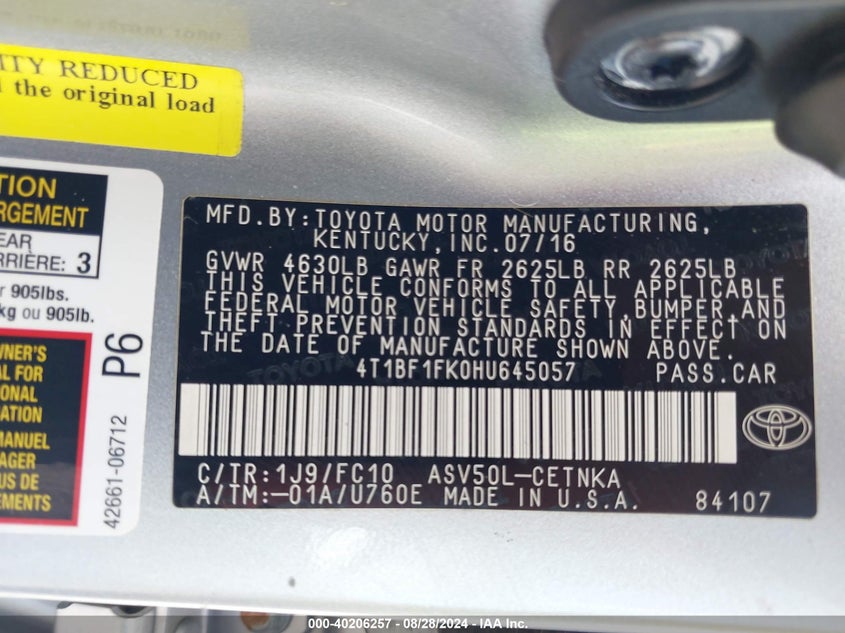 ITY REDUCED
the original load
TION
RGEMENT
EAR
ARRIÈRE: 3
r 905lbs.
kg ou 905lb.
WNER'S
AL FOR
IONAL
ATION
MANUEL
AGER
US DE
EMENTS
P6
42661-06712
MFD.BY:TOYOTA MOTOR MANUFACTURING,
KENTUCKY,INC.07/16
GVWR 4630LB GAWR FR 2625LB RR 2625LB
THIS VEHICLE CONFORMS TO ALL APPLICABLE
FEDERAL MOTOR VEHICLE SAFETY,BUMPER,AND
THEFT PREVENTION STANDARDS IN EFFECT ON
THE DATE OF MANUFACTURE SHOWN ABOVE.
4T1BF1FK0HU645057 PASS.CAR
C/TR:1J9/FC10 ASV50L-CETNKA
A/TM:-01A/U760E MADE IN U.S.A. 84107
000-40206257 - 08/28/2024 - IAA Inc.